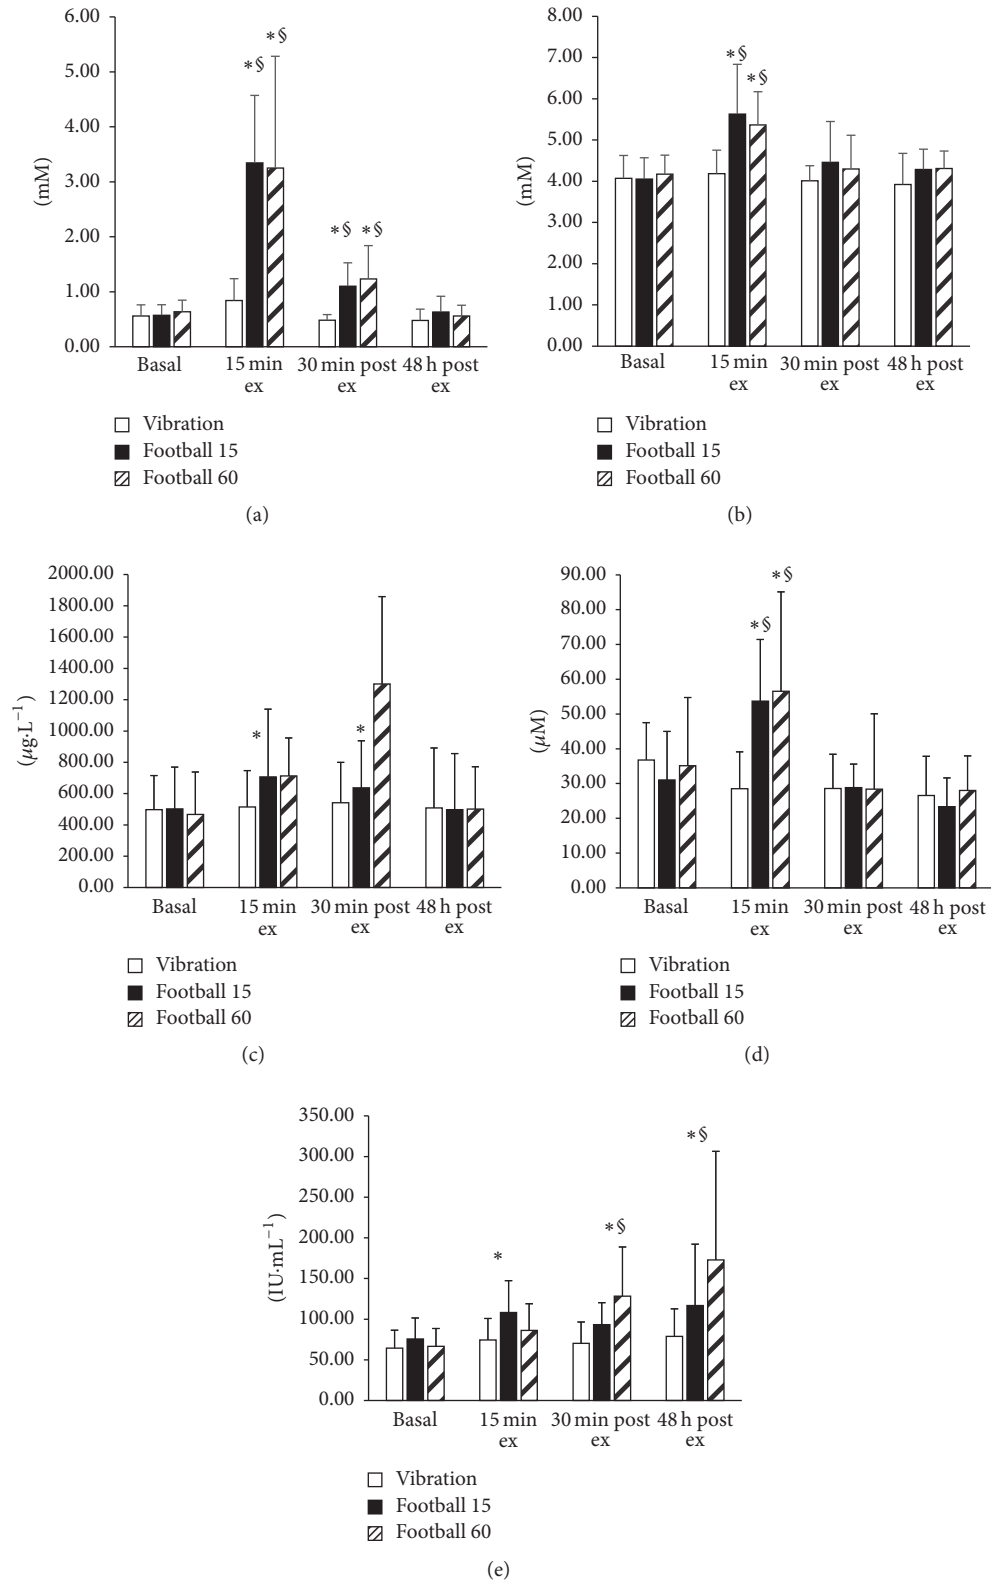 6.00
5.00
4.00
3.00
2.00
1.00
0.00
(mM)
*§
*§
*§
*§
Basal
15 min ex
30 min post ex
48 h post ex
Vibration
Football 15
Football 60
(a)
8.00
7.00
6.00
5.00
4.00
3.00
2.00
1.00
0.00
(mM)
*§
*§
Basal
15 min ex
30 min post ex
48 h post ex
Vibration
Football 15
Football 60
(b)
2000.00
1800.00
1600.00
1400.00
1200.00
1000.00
800.00
600.00
400.00
200.00
0.00
(μg·L⁻¹)
*
*
Basal
15 min ex
30 min post ex
48 h post ex
Vibration
Football 15
Football 60
(c)
90.00
80.00
70.00
60.00
50.00
40.00
30.00
20.00
10.00
0.00
(μM)
*§
*§
Basal
15 min ex
30 min post ex
48 h post ex
Vibration
Football 15
Football 60
(d)
350.00
300.00
250.00
200.00
150.00
100.00
50.00
0.00
(IU·mL⁻¹)
*
*§
*§
Basal
15 min ex
30 min post ex
48 h post ex
Vibration
Football 15
Football 60
(e)